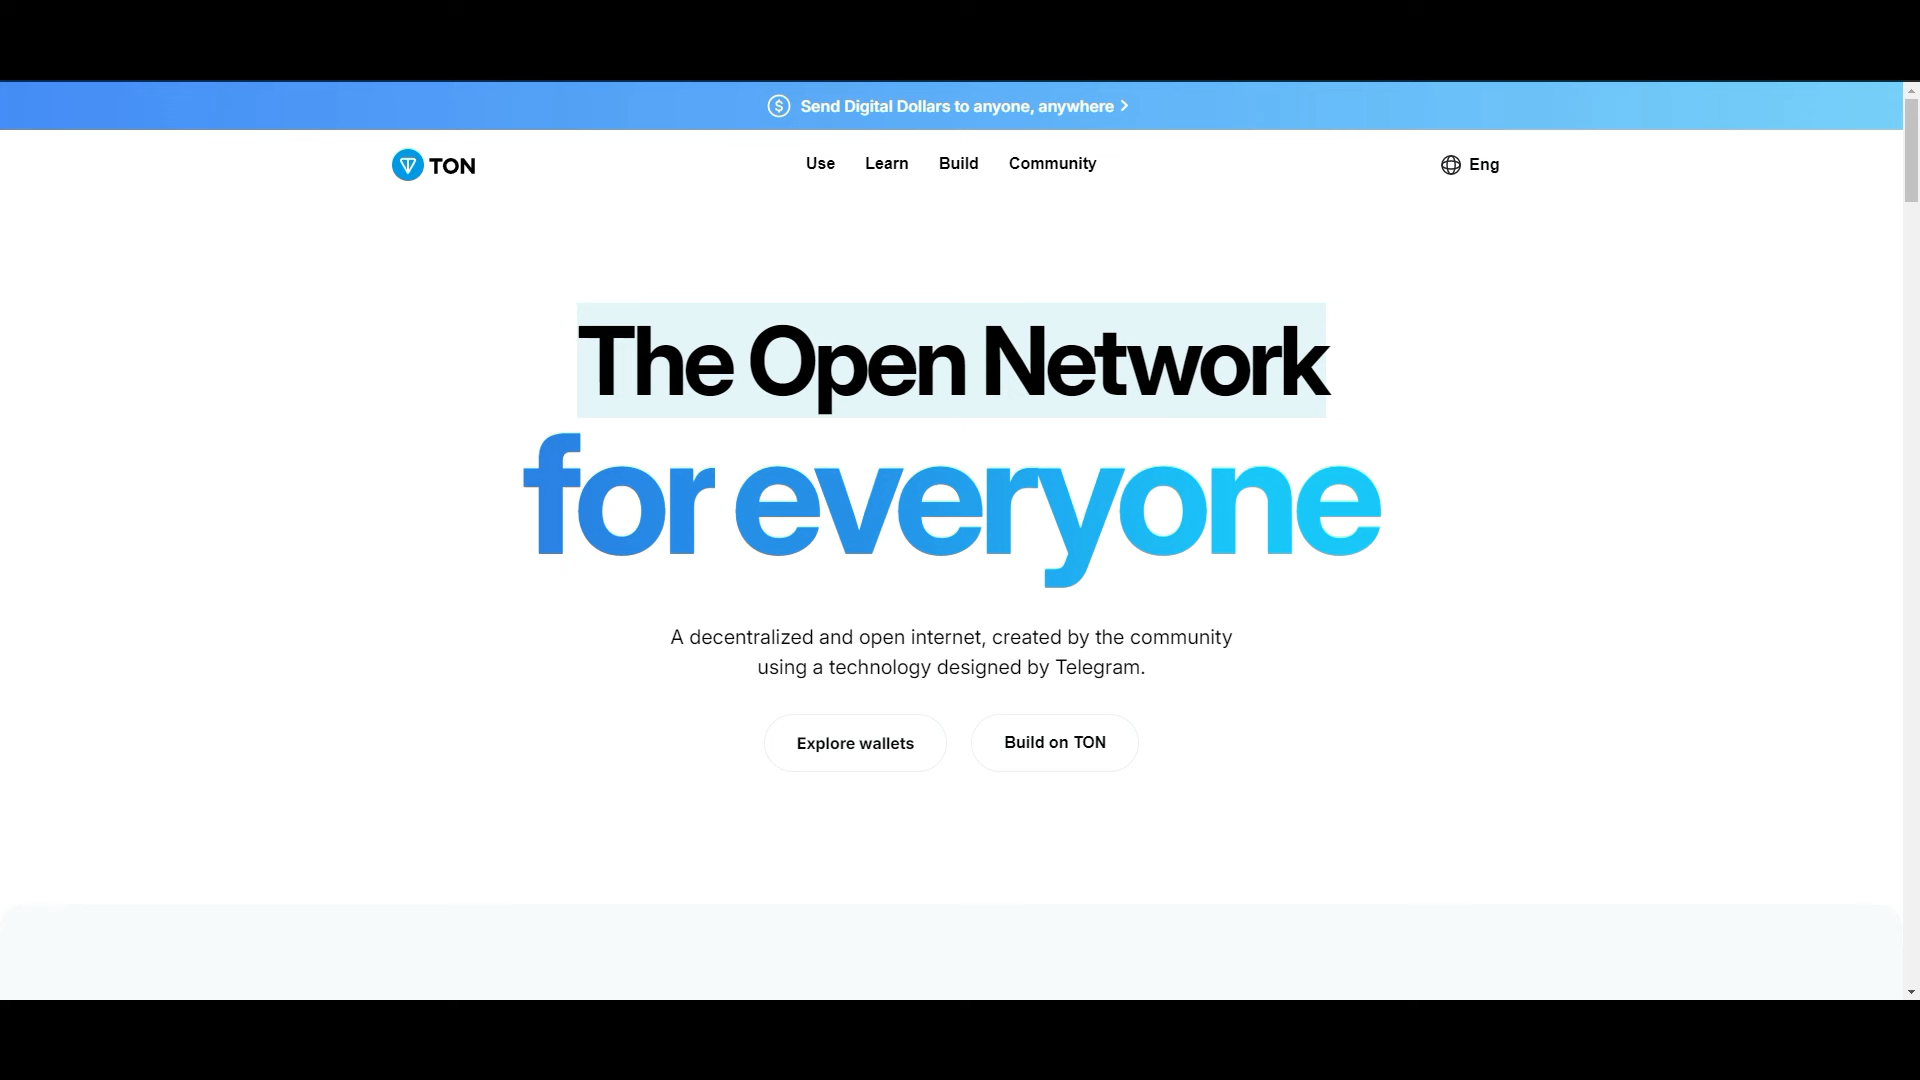 Send Digital Dollars to anyone, anywhere
TON
Use Learn Build Community
Eng
The Open Network
for everyone
A decentralized and open internet, created by the community
using a technology designed by Telegram.
Explore wallets
Build on TON